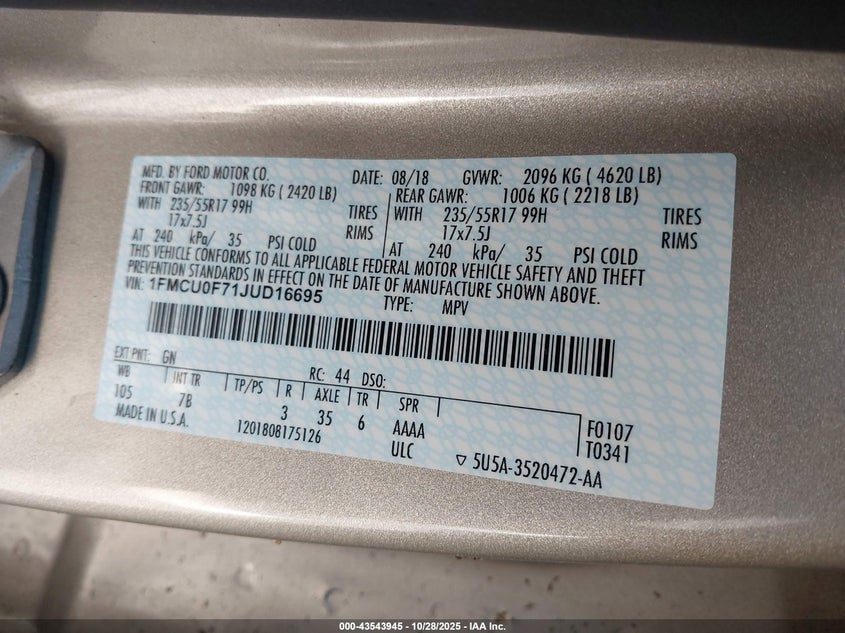 MFD. BY FORD MOTOR CO. DATE: 08/18 GVWR: 2096 KG ( 4620 LB)
FRONT GAWR: 1098 KG ( 2420 LB) REAR GAWR: 1006 KG ( 2218 LB)
WITH 235/55R17 99H TIRES WITH 235/55R17 99H TIRES
17x7.5J RIMS 17x7.5J RIMS
AT 240 kPa/ 35 PSI COLD AT 240 kPa/ 35 PSI COLD
THIS VEHICLE CONFORMS TO ALL APPLICABLE FEDERAL MOTOR VEHICLE SAFETY AND THEFT
PREVENTION STANDARDS IN EFFECT ON THE DATE OF MANUFACTURE SHOWN ABOVE.
VIN: 1FMCU0F71JUD16695 TYPE: MPV
EXT PNT: GN RC: 44 DSO:
WB INT TR TP/PS R AXLE TR SPR
105 7B 3 35 6 AAAA F0107
MADE IN U.S.A. 1201808175126 ULC T0341
▽ 5U5A-3520472-AA
000-43543945 | 10/28/2025 - IAA Inc.